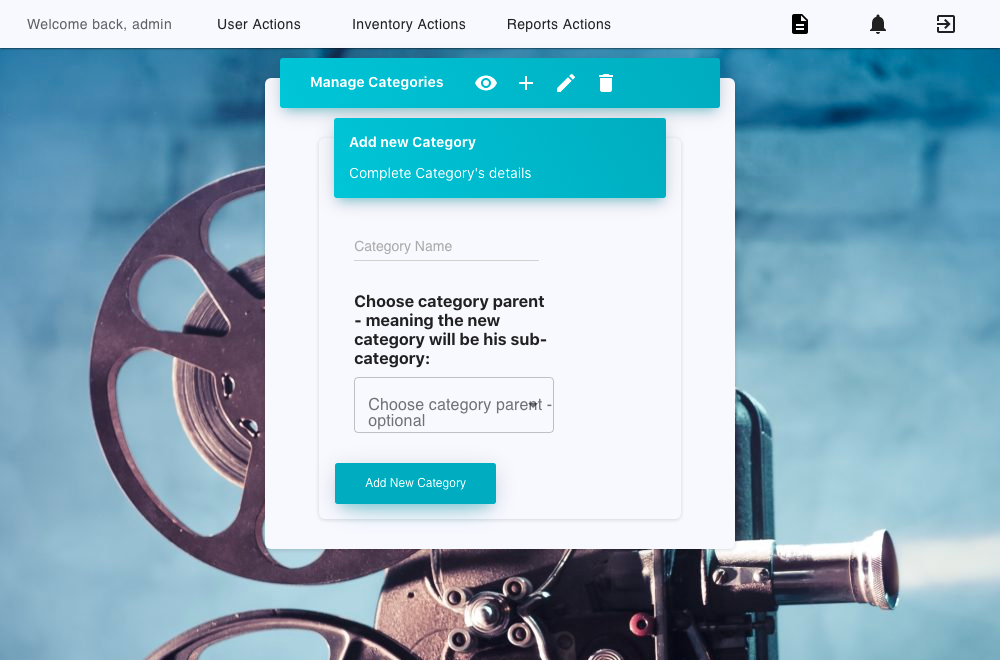 Welcome back, admin
User Actions
Inventory Actions
Reports Actions
Manage Categories
Add new Category
Complete Category's details
Category Name
Choose category parent
- meaning the new
category will be his sub-
category:
Choose category parent -
optional
Add New Category